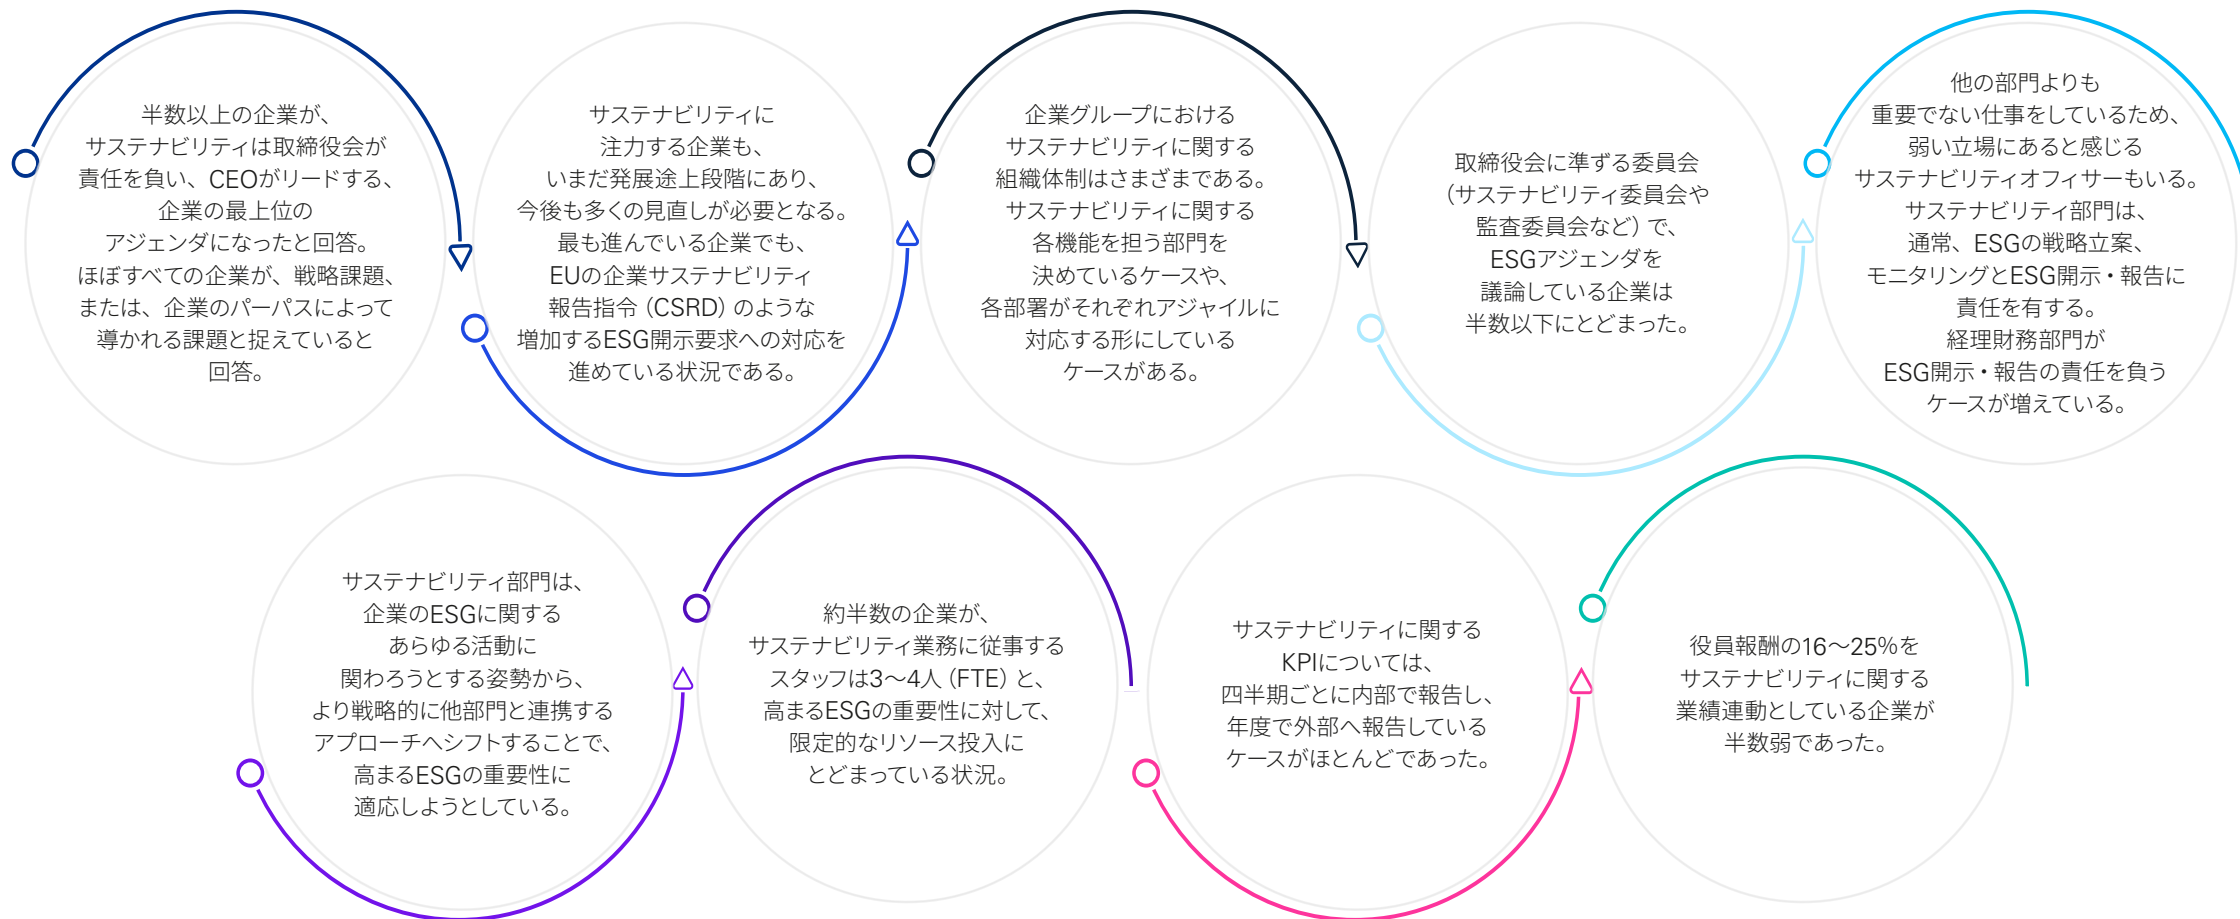 半数以上の企業が、
サステナビリティは取締役会が
責任を負い、CEOがリードする、
企業の最上位の
アジェンダになったと回答。
ほぼすべての企業が、戦略課題、
または、企業のパーパスによって
導かれる課題と捉えていると
回答。
サステナビリティに
注力する企業も、
いまだ発展途上段階にあり、
今後も多くの見直しが必要となる。
最も進んでいる企業でも、
EUの企業サステナビリティ
報告指令（CSRD）のような
増加するESG開示要求への対応を
進めている状況である。
企業グループにおける
サステナビリティに関する
組織体制はさまざまである。
サステナビリティに関する
各機能を担う部門を
決めているケースや、
各部署がそれぞれアジャイルに
対応する形にしている
ケースがある。
取締役会に準ずる委員会
（サステナビリティ委員会や
監査委員会など）で、
ESGアジェンダを
議論している企業は
半数以下にとどまった。
他の部門よりも
重要でない仕事をしているため、
弱い立場にあると感じる
サステナビリティオフィサーもいる。
サステナビリティ部門は、
通常、ESGの戦略立案、
モニタリングとESG開示・報告に
責任を有する。
経理財務部門が
ESG開示・報告の責任を負う
ケースが増えている。
サステナビリティ部門は、
企業のESGに関する
あらゆる活動に
関わろうとする姿勢から、
より戦略的に他部門と連携する
アプローチへシフトすることで、
高まるESGの重要性に
適応しようとしている。
約半数の企業が、
サステナビリティ業務に従事する
スタッフは3〜4人（FTE）と、
高まるESGの重要性に対して、
限定的なリソース投入に
とどまっている状況。
サステナビリティに関する
KPIについては、
四半期ごとに内部で報告し、
年度で外部へ報告している
ケースがほとんどであった。
役員報酬の16〜25%を
サステナビリティに関する
業績連動としている企業が
半数弱であった。